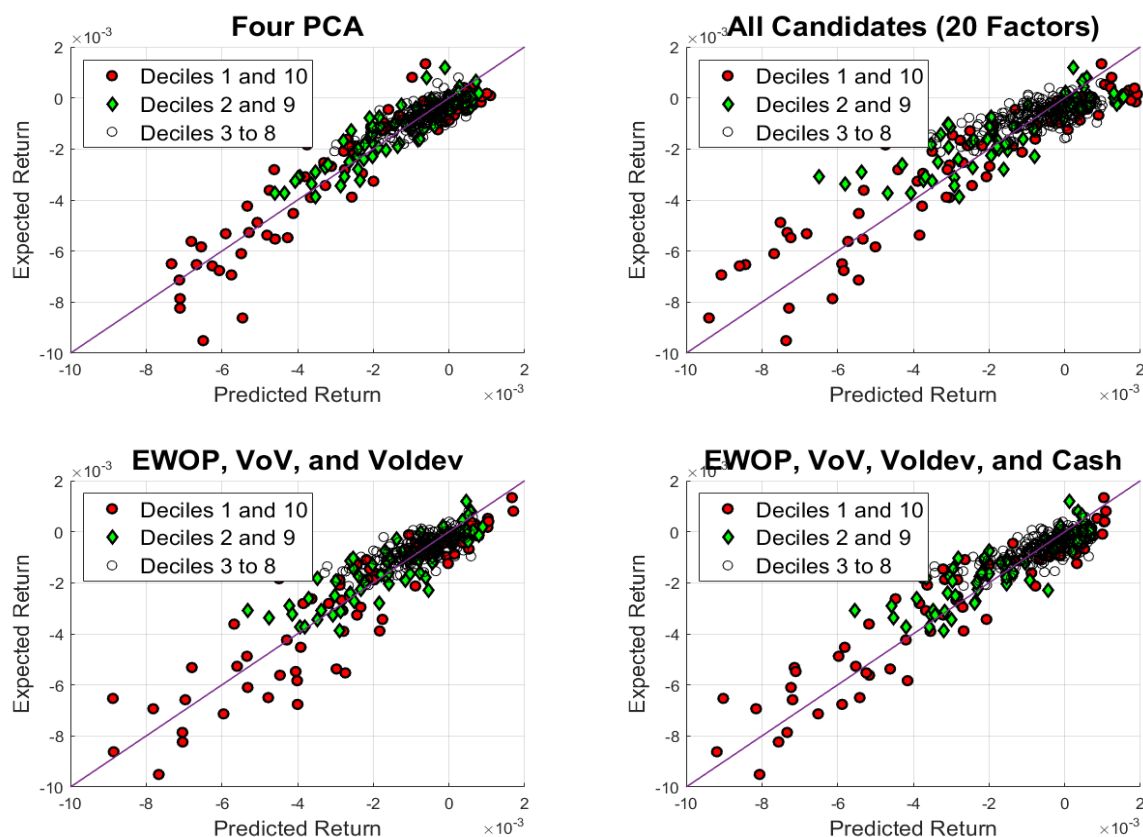 Four PCA
×10⁻³
2
0
-2
-4
-6
-8
-10
Expected Return
Deciles 1 and 10
Deciles 2 and 9
Deciles 3 to 8
-10 -8 -6 -4 -2 0 2
Predicted Return ×10⁻³
All Candidates (20 Factors)
×10⁻³
2
0
-2
-4
-6
-8
-10
Expected Return
Deciles 1 and 10
Deciles 2 and 9
Deciles 3 to 8
-10 -8 -6 -4 -2 0 2
Predicted Return ×10⁻³
EWOP, VoV, and Voldev
×10⁻³
2
0
-2
-4
-6
-8
-10
Expected Return
Deciles 1 and 10
Deciles 2 and 9
Deciles 3 to 8
-10 -8 -6 -4 -2 0 2
Predicted Return ×10⁻³
EWOP, VoV, Voldev, and Cash
×10⁻³
2
0
-2
-4
-6
-8
-10
Expected Return
Deciles 1 and 10
Deciles 2 and 9
Deciles 3 to 8
-10 -8 -6 -4 -2 0 2
Predicted Return ×10⁻³